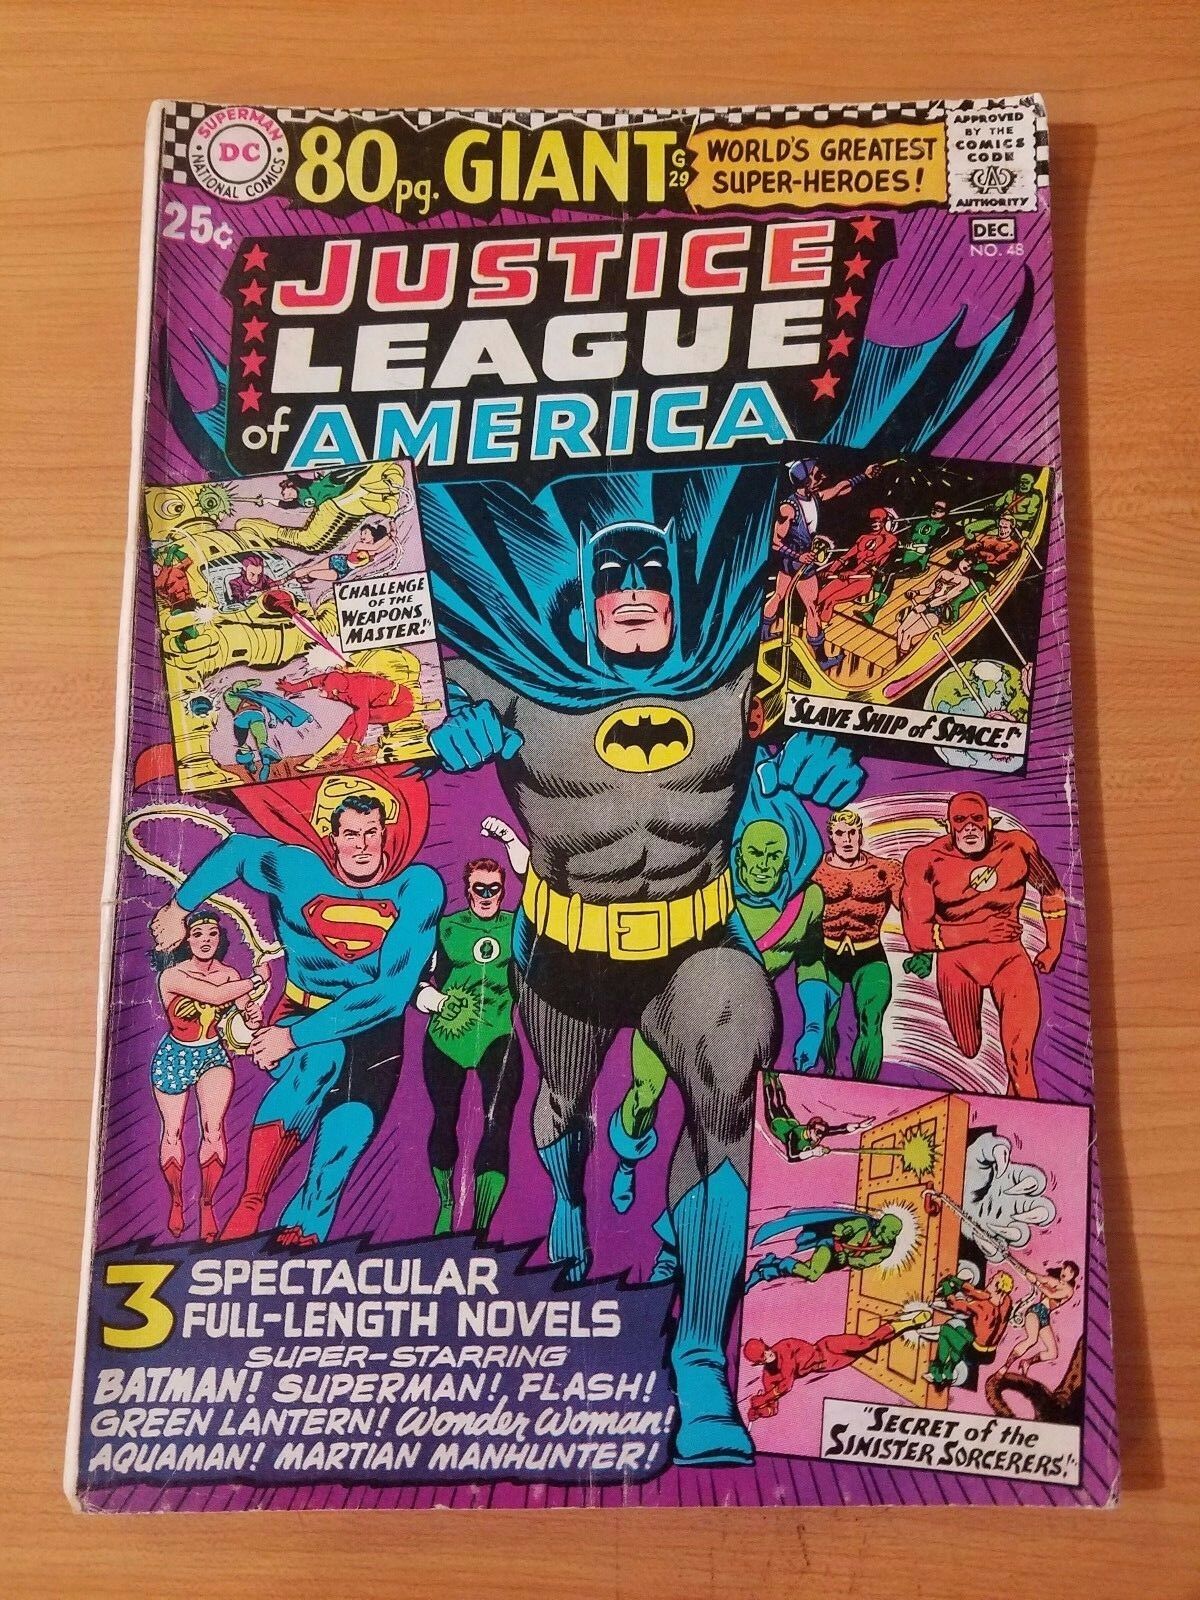 SUPERMAN
DC
NATIONAL COMICS
80pg. GIANT
G
29
WORLD'S GREATEST
SUPER-HEROES!
APPROVED
BY THE
COMICS
CODE
CA
AUTHORITY
25¢
DEC.
NO. 48
JUSTICE
LEAGUE
of AMERICA
"CHALLENGE
OF THE
WEAPONS
MASTER!"
"SLAVE SHIP of SPACE!"
S
3 SPECTACULAR
FULL-LENGTH NOVELS
SUPER-STARRING
BATMAN! SUPERMAN! FLASH!
GREEN LANTERN! Wonder Woman!
AQUAMAN! MARTIAN MANHUNTER!
"SECRET of the
SINISTER SORCERERS!"